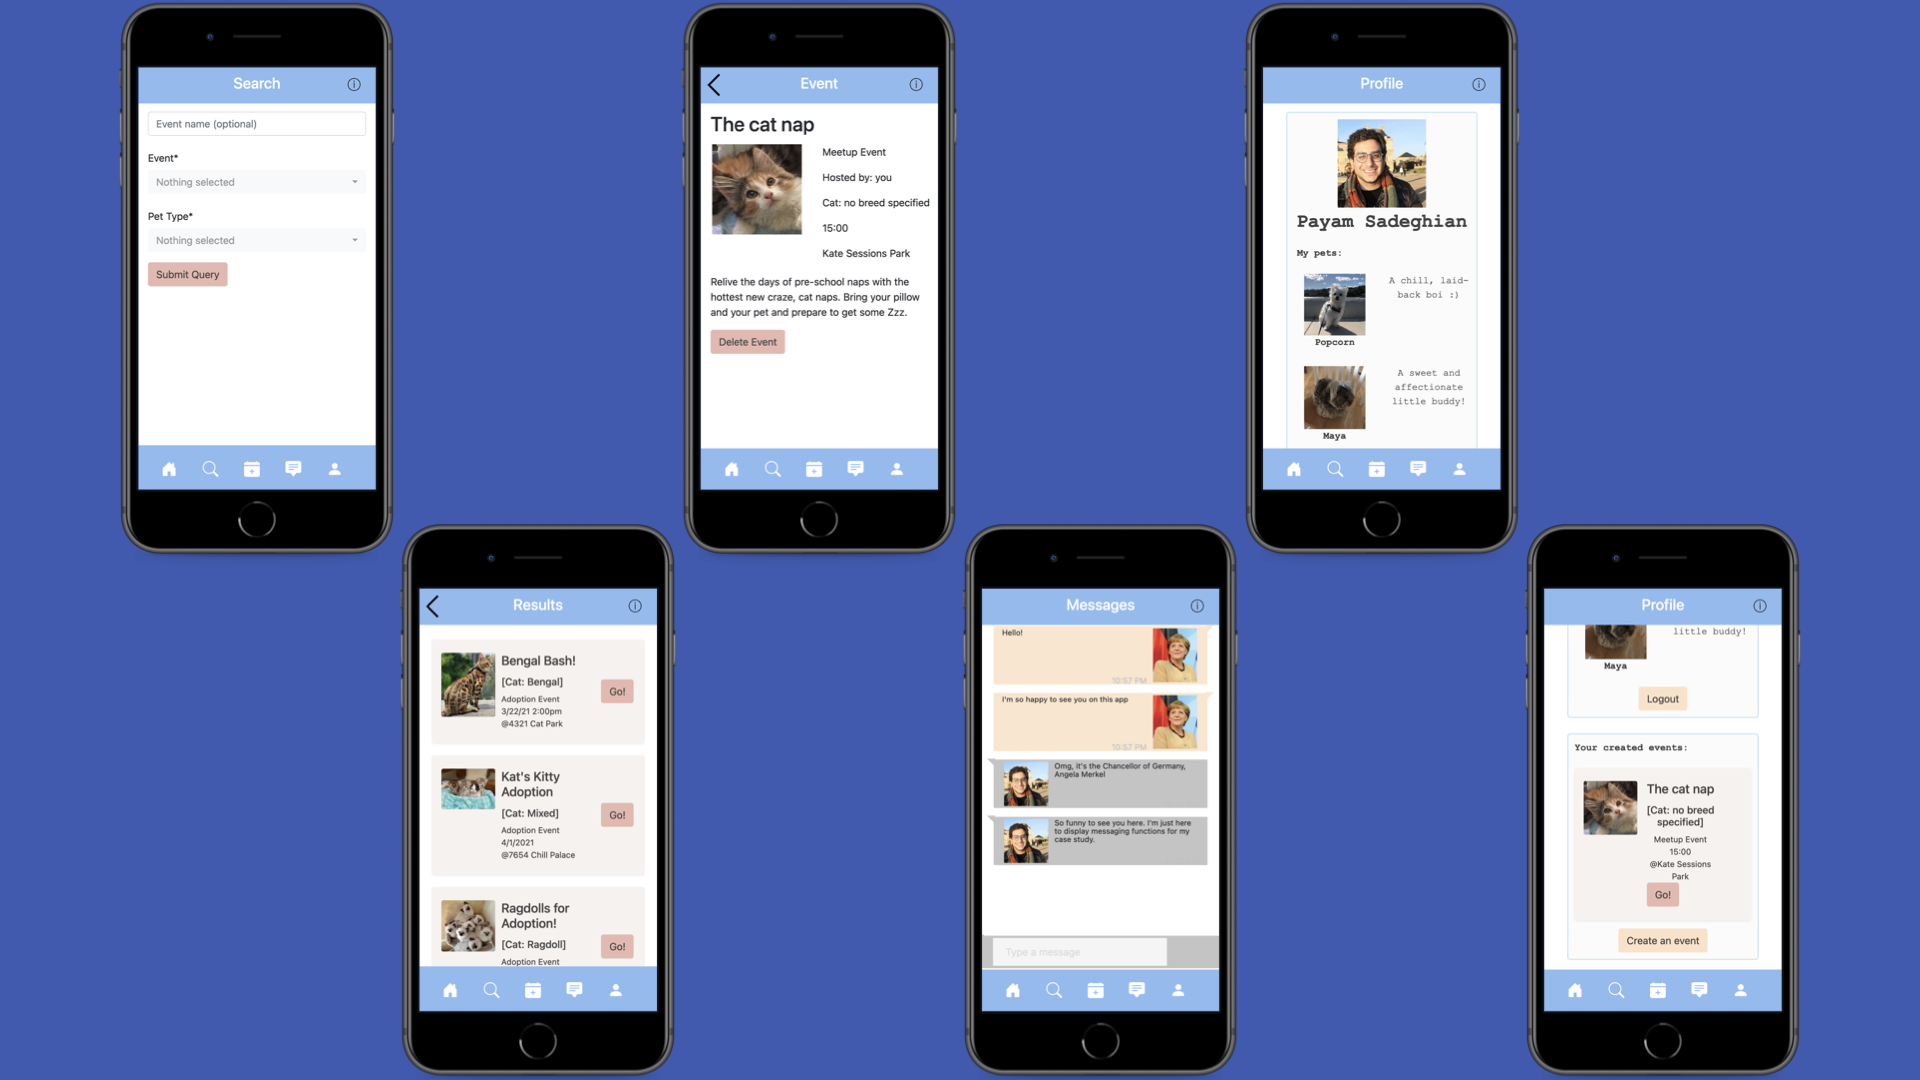 Search
Event name (optional)
Event*
Nothing selected
Pet Type*
Nothing selected
Submit Query
Event
The cat nap
Meetup Event
Hosted by: you
Cat: no breed specified
15:00
Kate Sessions Park
Relive the days of pre-school naps with the
hottest new craze, cat naps. Bring your pillow
and your pet and prepare to get some Zzz.
Delete Event
Profile
Payam Sadeghian
My pets:
A chill, laid-
back boi :)
Popcorn
A sweet and
affectionate
little buddy!
Maya
Results
Bengal Bash!
[Cat: Bengal]
Adoption Event
3/22/21 2:00pm
@4321 Cat Park
Go!
Kat's Kitty
Adoption
[Cat: Mixed]
Adoption Event
4/1/2021
@7654 Chill Palace
Go!
Ragdolls for
Adoption!
[Cat: Ragdoll]
Adoption Event
Go!
Messages
Hello!
10:57 PM
I'm so happy to see you on this app
10:57 PM
Omg, it's the Chancellor of Germany,
Angela Merkel
So funny to see you here. I'm just here
to display messaging functions for my
case study.
Type a message
Profile
little buddy!
Maya
Logout
Your created events:
The cat nap
[Cat: no breed
specified]
Meetup Event
15:00
@Kate Sessions
Park
Go!
Create an event